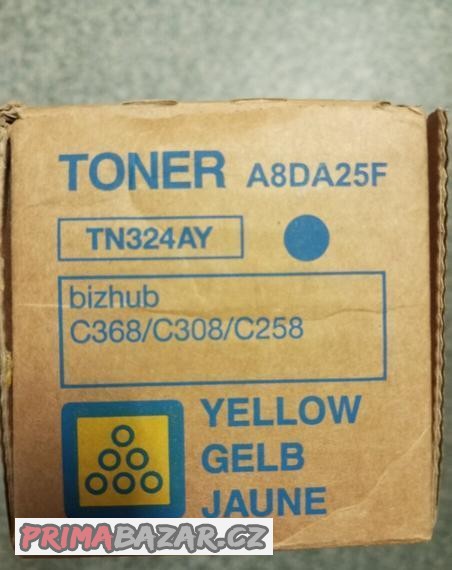 TONER A8DA25F
TN324AY
bizhub
C368/C308/C258
YELLOW
GELB
JAUNE
PRIMABAZAR.CZ